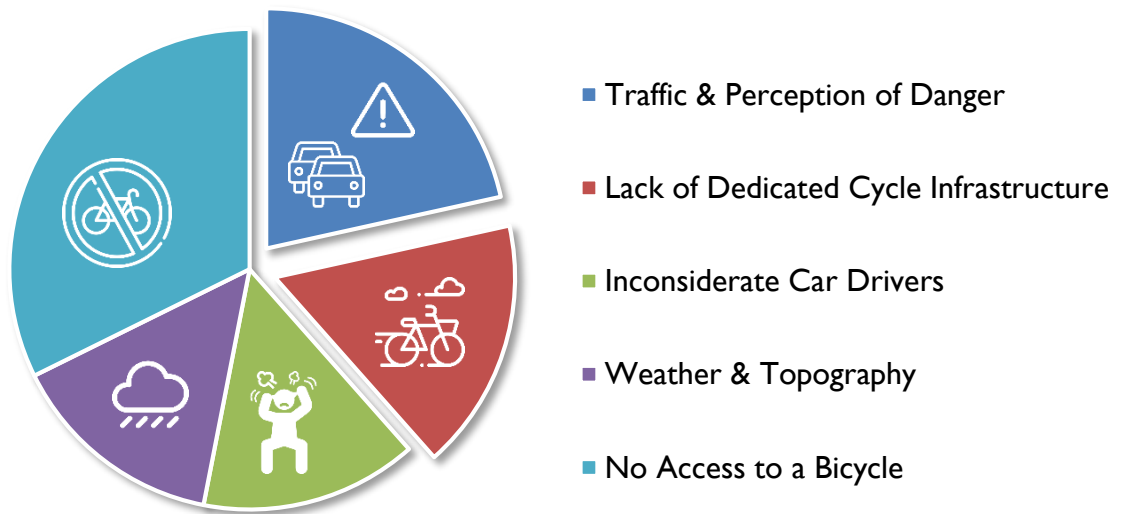 Traffic & Perception of Danger
Lack of Dedicated Cycle Infrastructure
Inconsiderate Car Drivers
Weather & Topography
No Access to a Bicycle